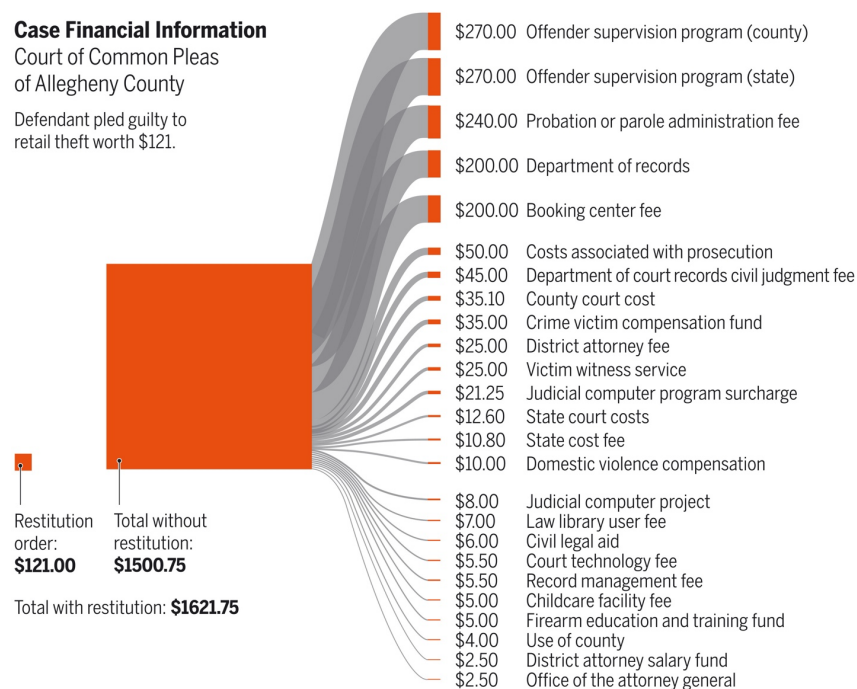 Case Financial Information
Court of Common Pleas
of Allegheny County
Defendant pled guilty to
retail theft worth $121.
$270.00 Offender supervision program (county)
$270.00 Offender supervision program (state)
$240.00 Probation or parole administration fee
$200.00 Department of records
$200.00 Booking center fee
$50.00 Costs associated with prosecution
$45.00 Department of court records civil judgment fee
$35.10 County court cost
$35.00 Crime victim compensation fund
$25.00 District attorney fee
$25.00 Victim witness service
$21.25 Judicial computer program surcharge
$12.60 State court costs
$10.80 State cost fee
$10.00 Domestic violence compensation
$8.00 Judicial computer project
$7.00 Law library user fee
$6.00 Civil legal aid
$5.50 Court technology fee
$5.50 Record management fee
$5.00 Childcare facility fee
$5.00 Firearm education and training fund
$4.00 Use of county
$2.50 District attorney salary fund
$2.50 Office of the attorney general
Restitution
order:
$121.00
Total without
restitution:
$1500.75
Total with restitution: $1621.75